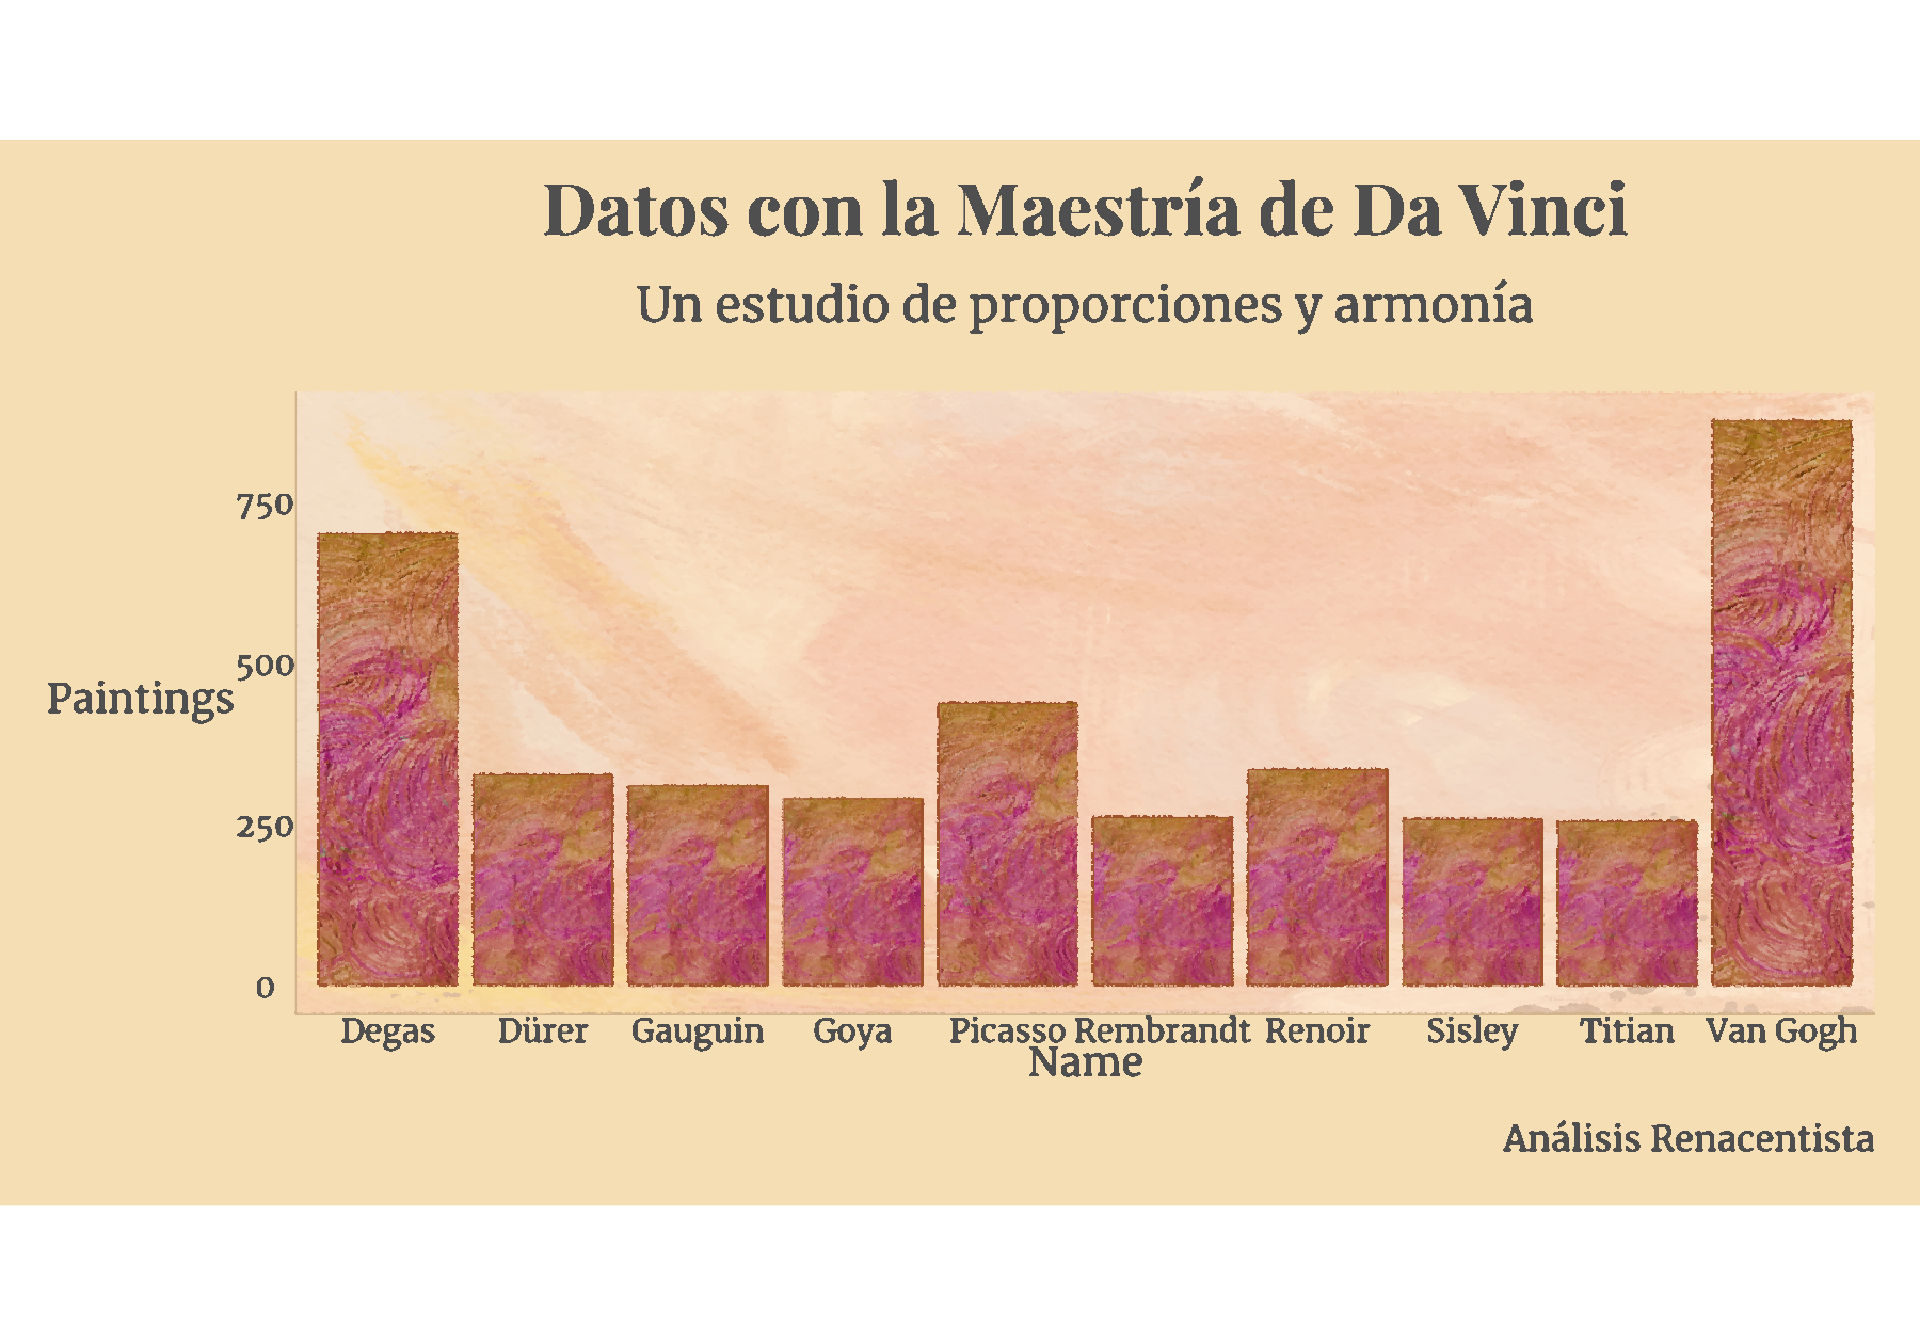 Datos con la Maestría de Da Vinci
Un estudio de proporciones y armonía
750
500
Paintings
250
0
Degas Dürer Gauguin Goya Picasso Rembrandt Renoir Sisley Titian Van Gogh
Name
Análisis Renacentista